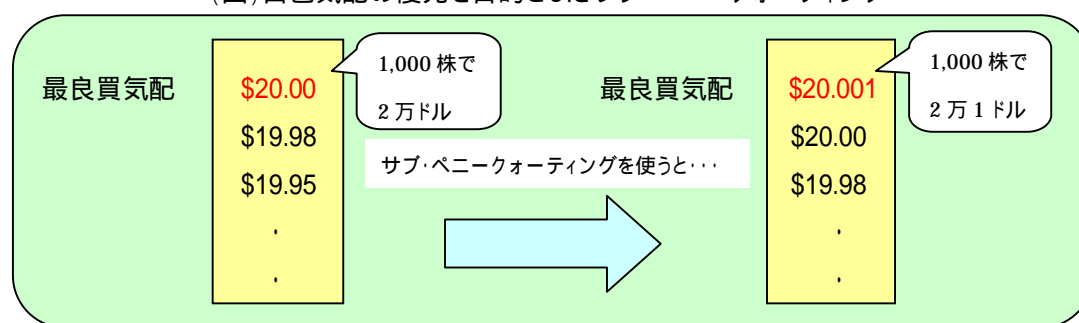 最良買気配
$20.00
$19.98
$19.95
・
・
1,000 株で
2 万ドル
サブ・ペニークォーティングを使うと・・・
最良買気配
$20.001
$20.00
$19.98
・
・
1,000 株で
2 万 1 ドル